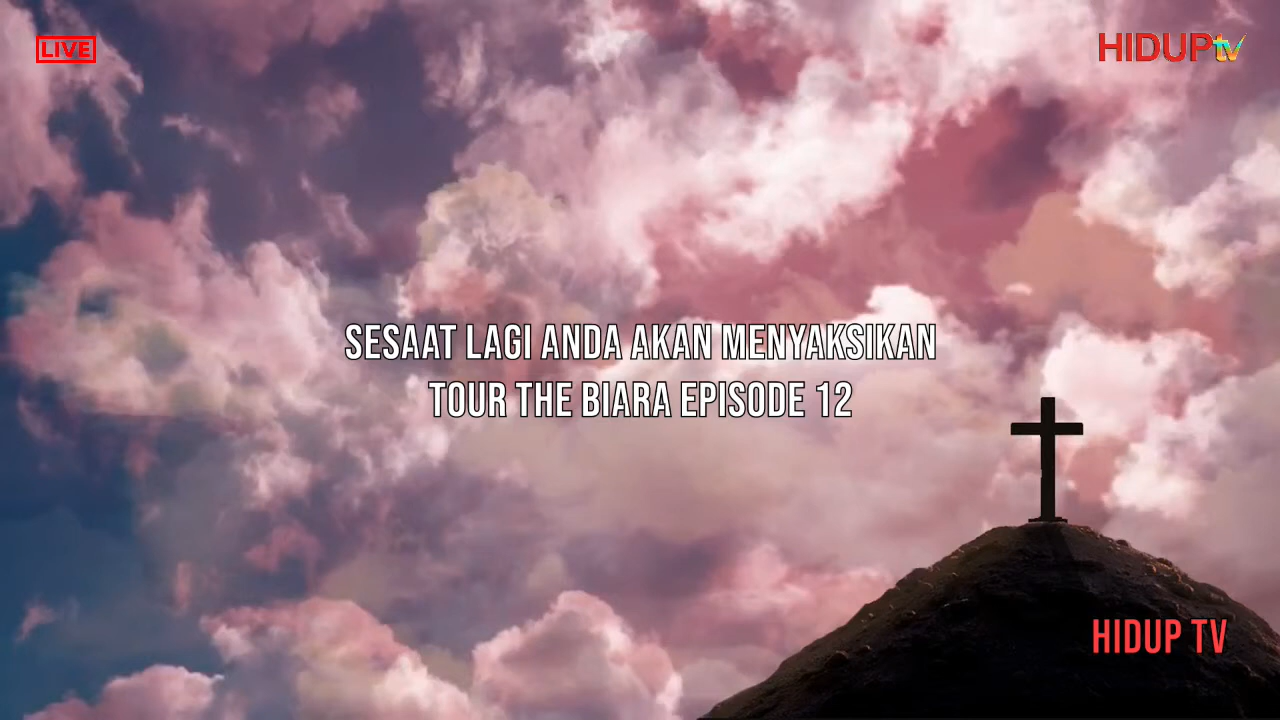 LIVE
HIDUPtv
SESAAT LAGI ANDA AKAN MENYAKSIKAN
TOUR THE BIARA EPISODE 12
HIDUP TV